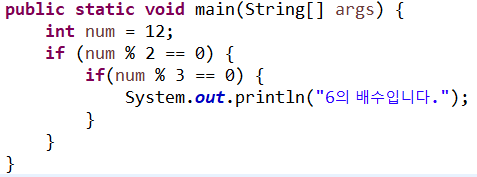 public static void main(String[] args) {
    int num = 12;
    if (num % 2 == 0) {
        if(num % 3 == 0) {
            System.out.println("6의 배수입니다.");
        }
    }
}